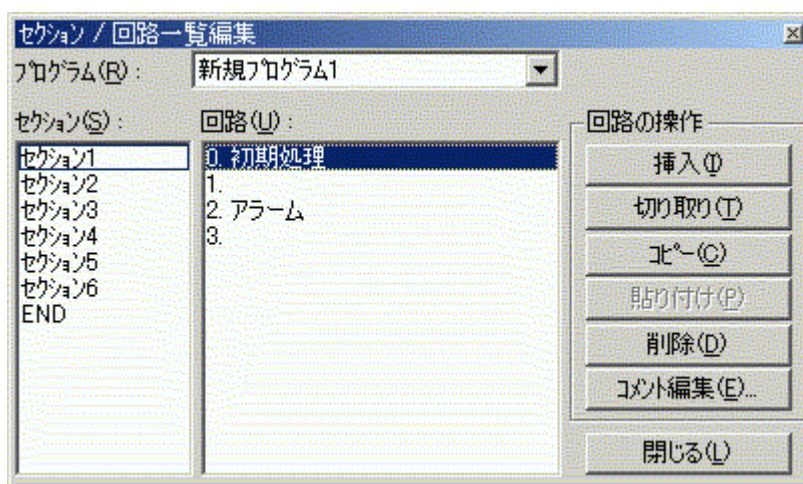 セクション / 回路一覧編集
プログラム(R) :
新規プログラム1
セクション(S) :
セクション1
セクション2
セクション3
セクション4
セクション5
セクション6
END
回路(U) :
0. 初期処理
1.
2. アラーム
3.
回路の操作
挿入(I)
切り取り(T)
コピー(C)
貼り付け(P)
削除(D)
コメント編集(E)...
閉じる(L)